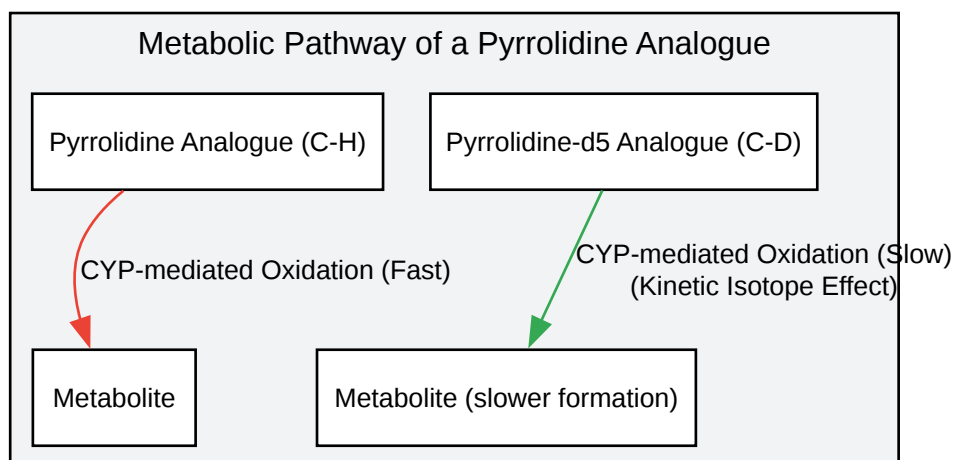 Metabolic Pathway of a Pyrrolidine Analogue
Pyrrolidine Analogue (C-H)
Pyrrolidine-d5 Analogue (C-D)
CYP-mediated Oxidation (Fast)
CYP-mediated Oxidation (Slow)
(Kinetic Isotope Effect)
Metabolite
Metabolite (slower formation)